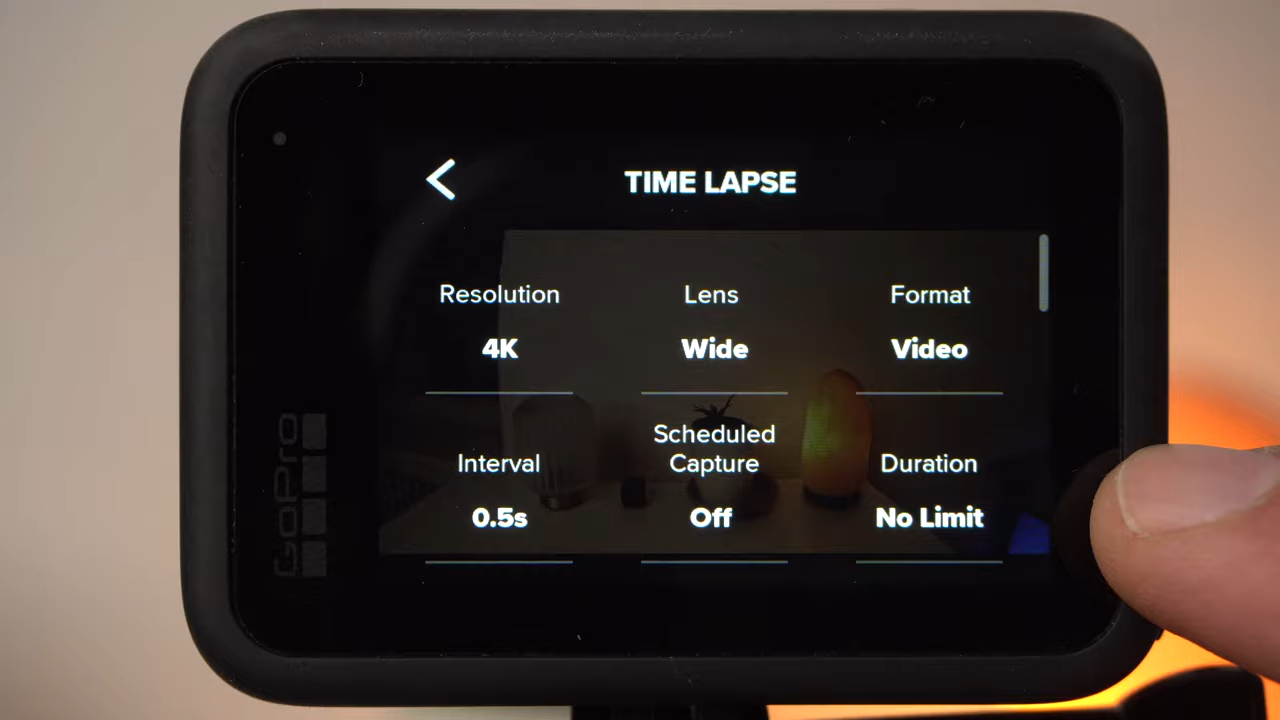 TIME LAPSE
Resolution
Lens
Format
4K
Wide
Video
Scheduled
Capture
Interval
Duration
0.5s
Off
No Limit
GoPro